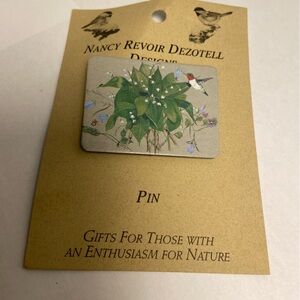 Nancy Revoir Dezotell
Designs
Pin
Gifts For Those with
an Enthusiasm for Nature